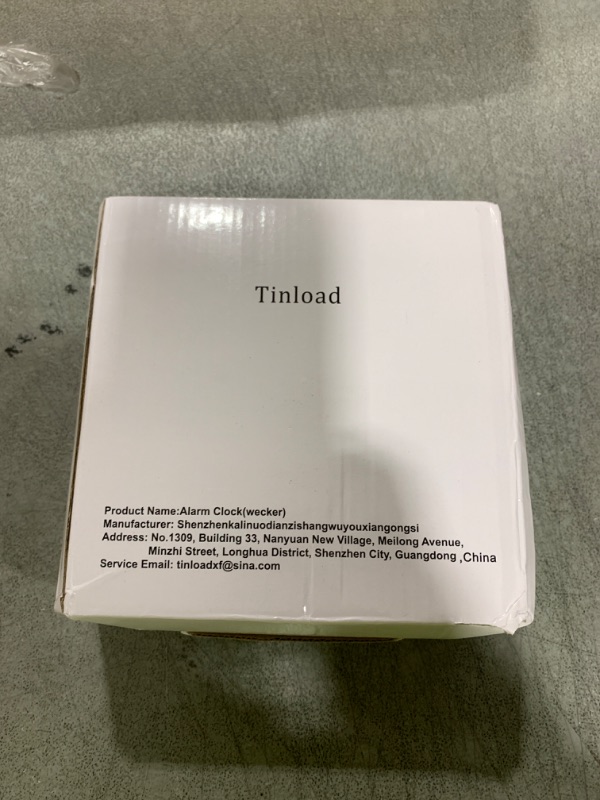 Tinload
Product Name:Alarm Clock(wecker)
Manufacturer: Shenzhenkalinuodianzishangwuyouxiangongsi
Address: No.1309, Building 33, Nanyuan New Village, Meilong Avenue,
Minzhi Street, Longhua District, Shenzhen City, Guangdong ,China
Service Email: tinloadxf@sina.com